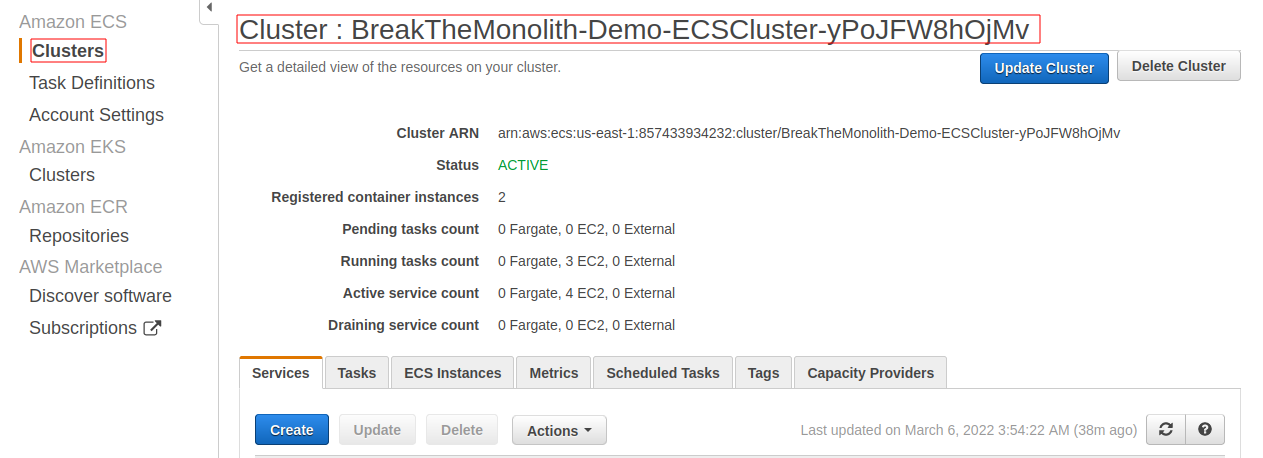 Amazon ECS
Clusters
Task Definitions
Account Settings
Amazon EKS
Clusters
Amazon ECR
Repositories
AWS Marketplace
Discover software
Subscriptions
Cluster : BreakTheMonolith-Demo-ECSCluster-yPoJFW8hOjMv
Get a detailed view of the resources on your cluster.
Update Cluster Delete Cluster
Cluster ARN arn:aws:ecs:us-east-1:857433934232:cluster/BreakTheMonolith-Demo-ECSCluster-yPoJFW8hOjMv
Status ACTIVE
Registered container instances 2
Pending tasks count 0 Fargate, 0 EC2, 0 External
Running tasks count 0 Fargate, 3 EC2, 0 External
Active service count 0 Fargate, 4 EC2, 0 External
Draining service count 0 Fargate, 0 EC2, 0 External
Services Tasks ECS Instances Metrics Scheduled Tasks Tags Capacity Providers
Create Update Delete Actions Last updated on March 6, 2022 3:54:22 AM (38m ago) ?